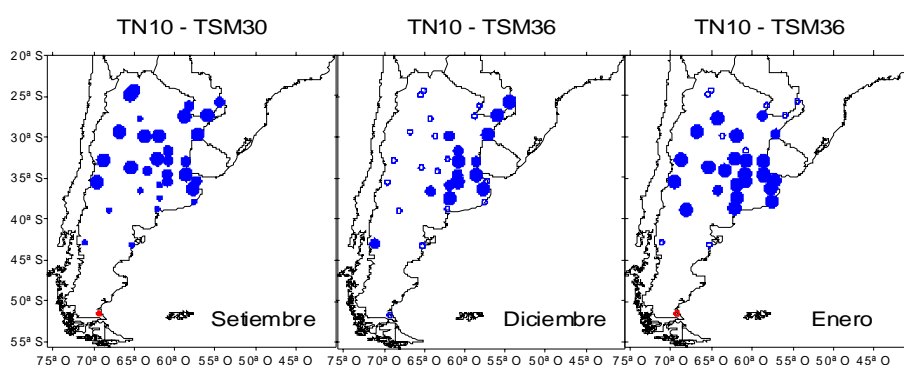 TN10 - TSM30 TN10 - TSM36 TN10 - TSM36
20ª S
25ª S
30ª S
35ª S
40ª S
45ª S
50ª S
55ª S
Setiembre Diciembre Enero
75ª O 70ª O 65ª O 60ª O 55ª O 50ª O 45ª O 75ª O 70ª O 65ª O 60ª O 55ª O 50ª O 45ª O 75ª O 70ª O 65ª O 60ª O 55ª O 50ª O 45ª O